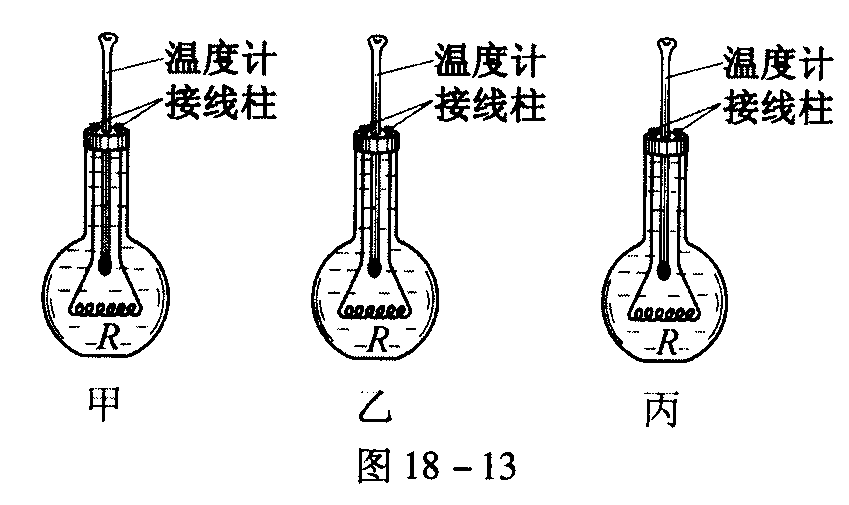 温度计 温度计 温度计
接线柱 接线柱 接线柱
R R R
甲 乙 丙
图 18-13